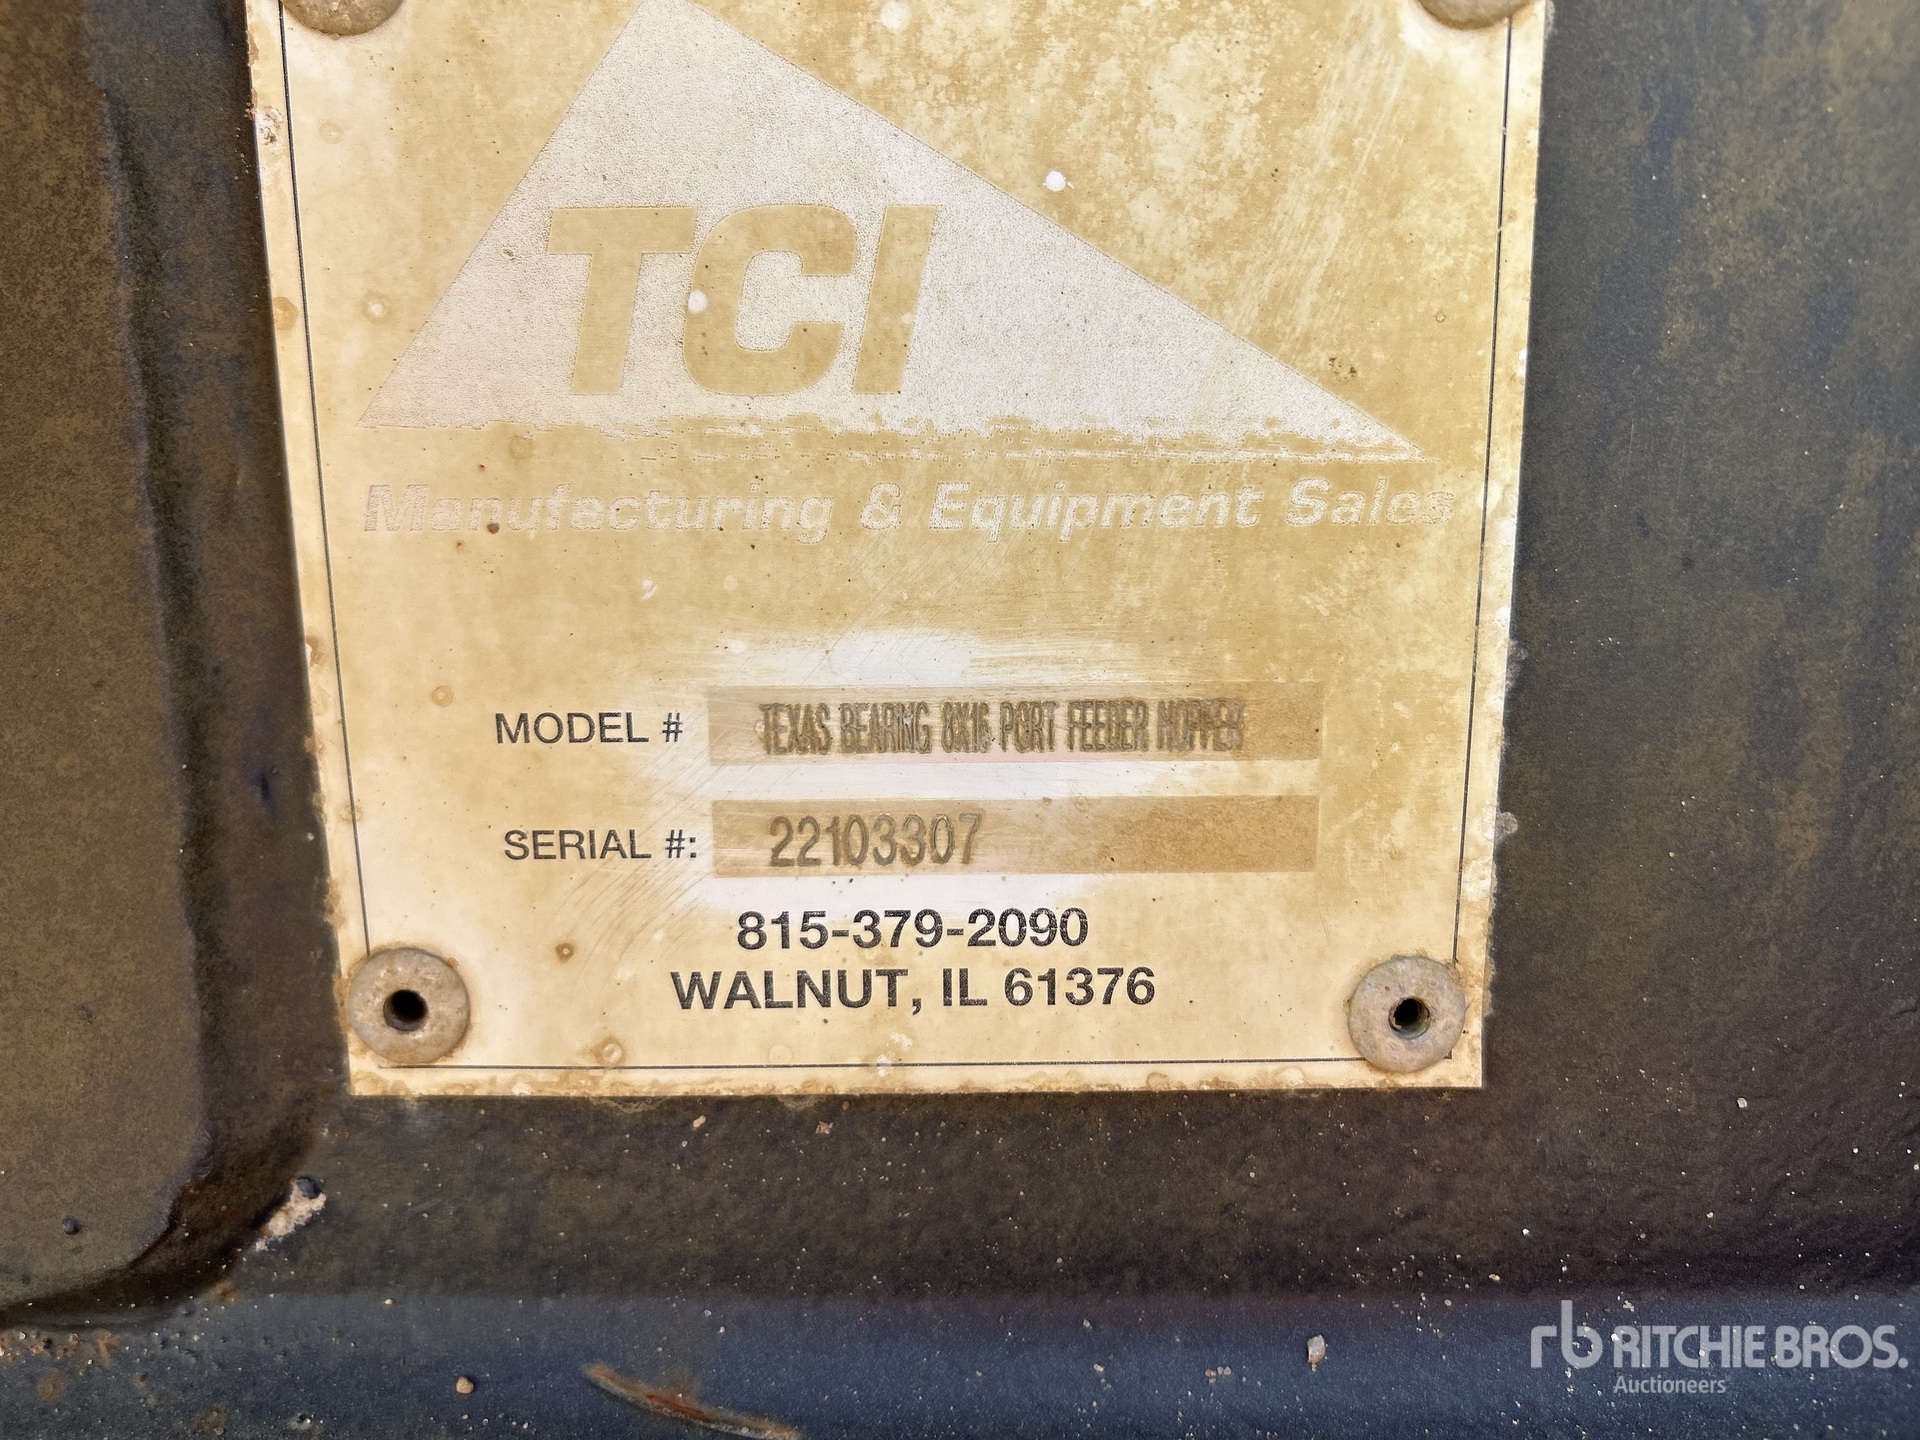 TCI
Manufacturing & Equipment Sales
MODEL # TEXAS BEARING 8X16 PORT FEEDER HOPPER
SERIAL #: 22103307
815-379-2090
WALNUT, IL 61376
rb RITCHIE BROS.
Auctioneers